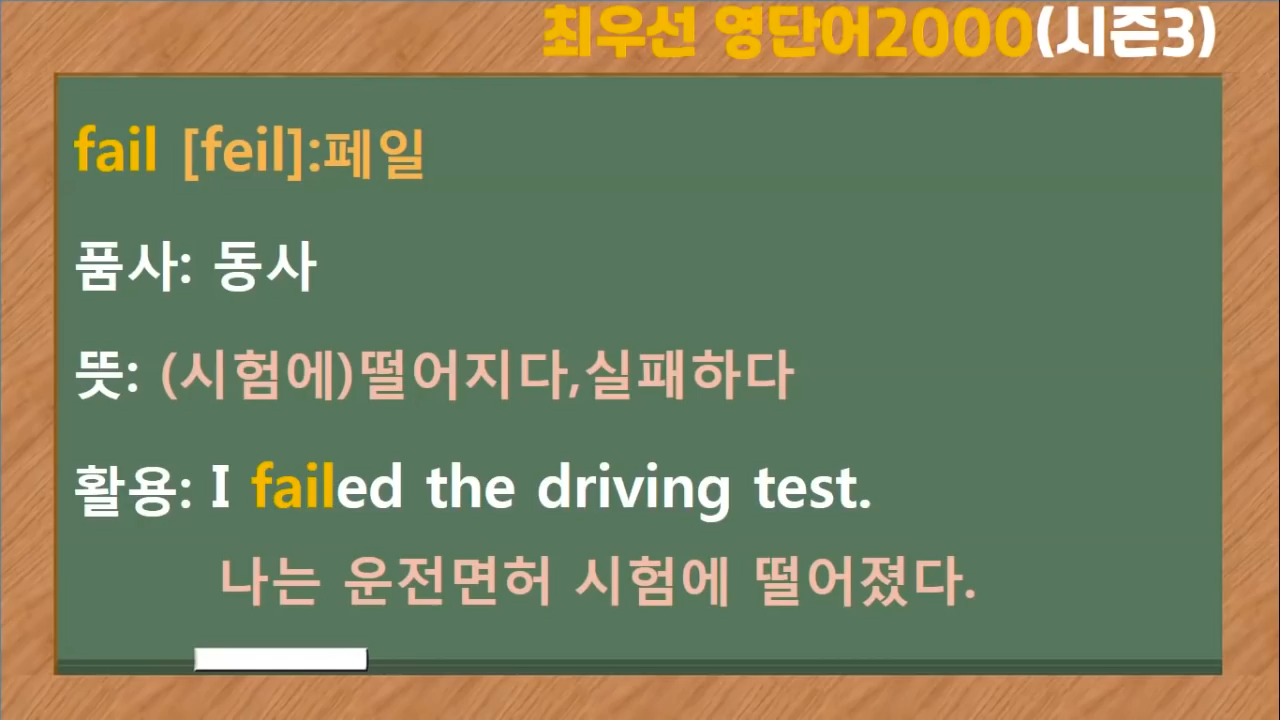 최우선 영단어2000(시즌3)
fail [feil]:페일
품사: 동사
뜻: (시험에)떨어지다,실패하다
활용: I failed the driving test.
나는 운전면허 시험에 떨어졌다.